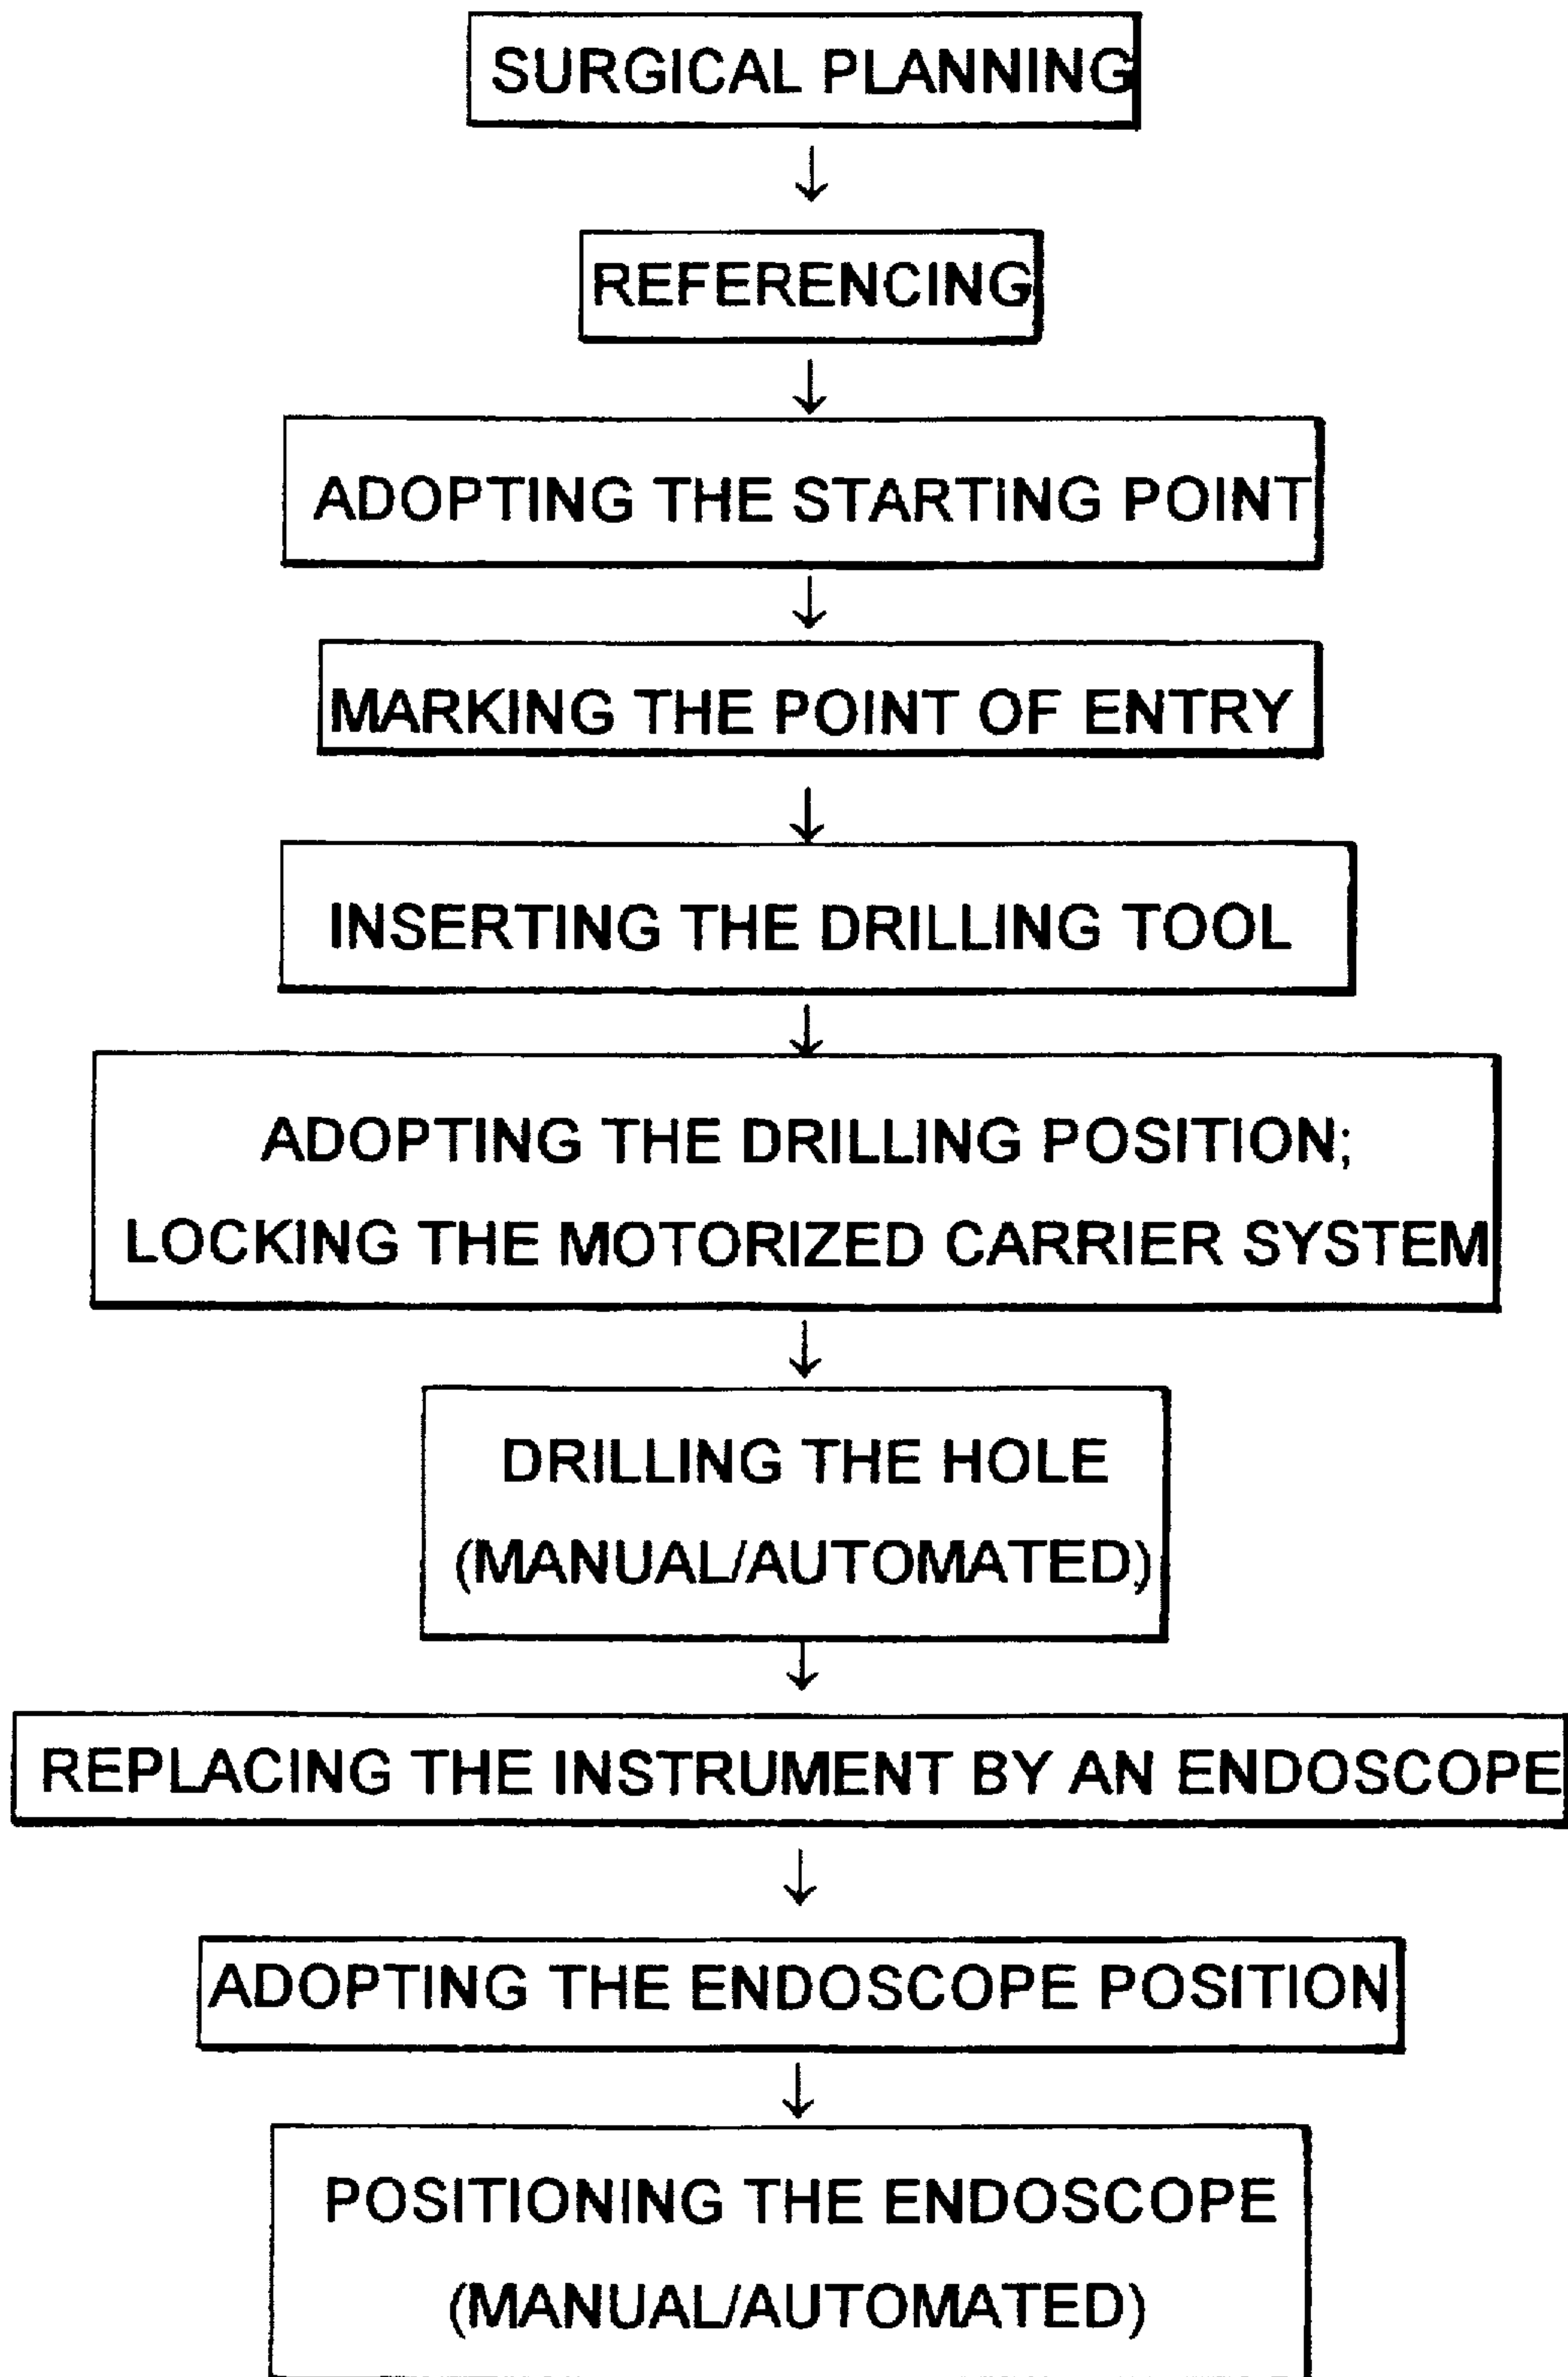 SURGICAL PLANNING
REFERENCING
ADOPTING THE STARTING POINT
MARKING THE POINT OF ENTRY
INSERTING THE DRILLING TOOL
ADOPTING THE DRILLING POSITION;
LOCKING THE MOTORIZED CARRIER SYSTEM
DRILLING THE HOLE
(MANUAL/AUTOMATED)
REPLACING THE INSTRUMENT BY AN ENDOSCOPE
ADOPTING THE ENDOSCOPE POSITION
POSITIONING THE ENDOSCOPE
(MANUAL/AUTOMATED)